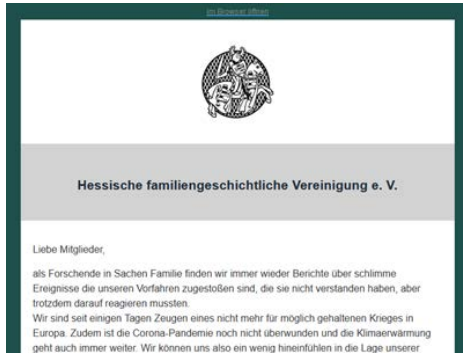 im Browser öffnen
Hessische familiengeschichtliche Vereinigung e. V.
Liebe Mitglieder,
als Forschende in Sachen Familie finden wir immer wieder Berichte über schlimme
Ereignisse die unseren Vorfahren zugestoßen sind, die sie nicht verstanden haben, aber
trotzdem darauf reagieren mussten.
Wir sind seit einigen Tagen Zeugen eines nicht mehr für möglich gehaltenen Krieges in
Europa. Zudem ist die Corona-Pandemie noch nicht überwunden und die Klimaerwärmung
geht auch immer weiter. Wir können uns also ein wenig hineinfühlen in die Lage unserer